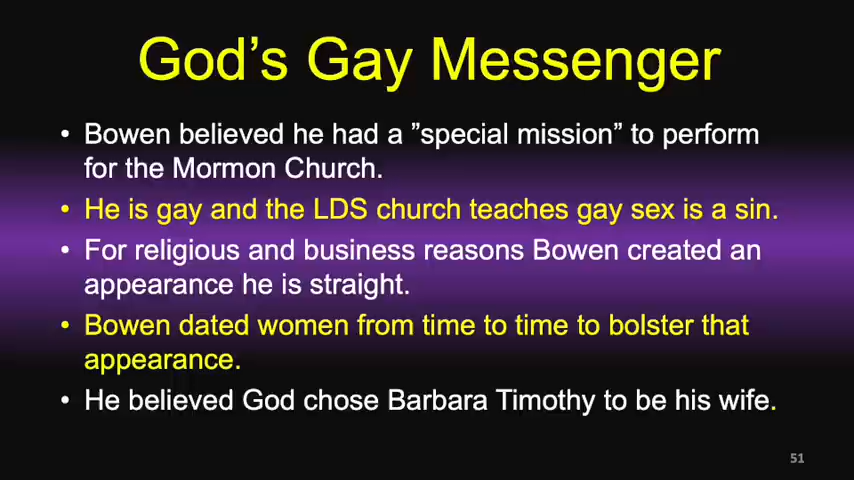 God’s Gay Messenger
• Bowen believed he had a ”special mission” to perform
for the Mormon Church.
• He is gay and the LDS church teaches gay sex is a sin.
• For religious and business reasons Bowen created an
appearance he is straight.
• Bowen dated women from time to time to bolster that
appearance.
• He believed God chose Barbara Timothy to be his wife.
51